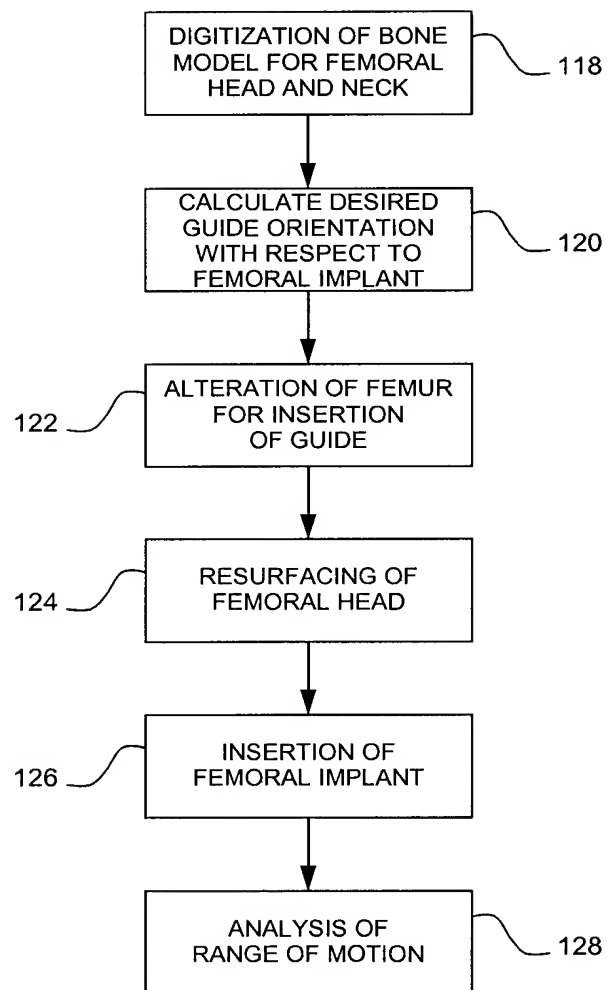 DIGITIZATION OF BONE
MODEL FOR FEMORAL
HEAD AND NECK
118
CALCULATE DESIRED
GUIDE ORIENTATION
WITH RESPECT TO
FEMORAL IMPLANT
120
ALTERATION OF FEMUR
FOR INSERTION
OF GUIDE
122
RESURFACING OF
FEMORAL HEAD
124
INSERTION OF
FEMORAL IMPLANT
126
ANALYSIS OF
RANGE OF MOTION
128